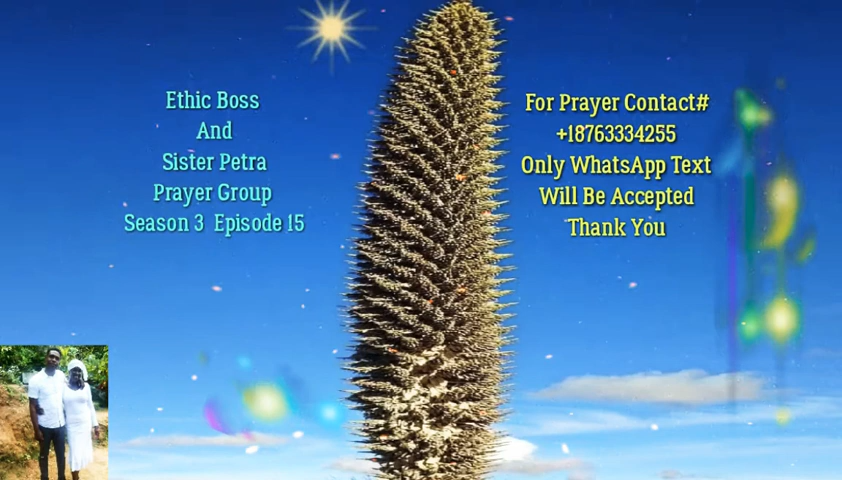 Ethic Boss
And
Sister Petra
Prayer Group
Season 3 Episode 15
For Prayer Contact#
+18763334255
Only WhatsApp Text
Will Be Accepted
Thank You